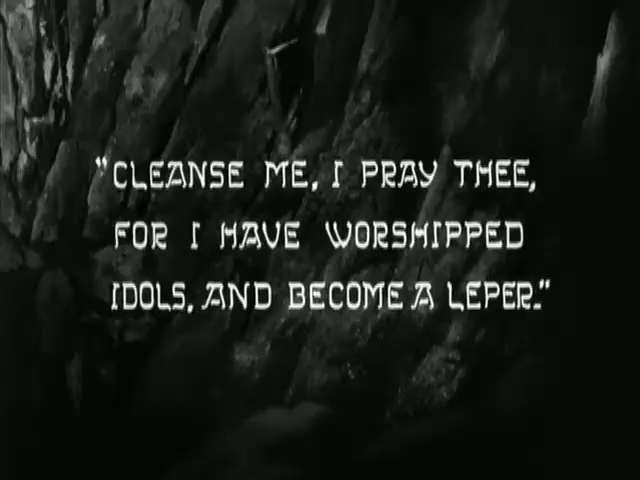 "CLEANSE ME, I PRAY THEE,
FOR I HAVE WORSHIPPED
IDOLS, AND BECOME A LEPER."